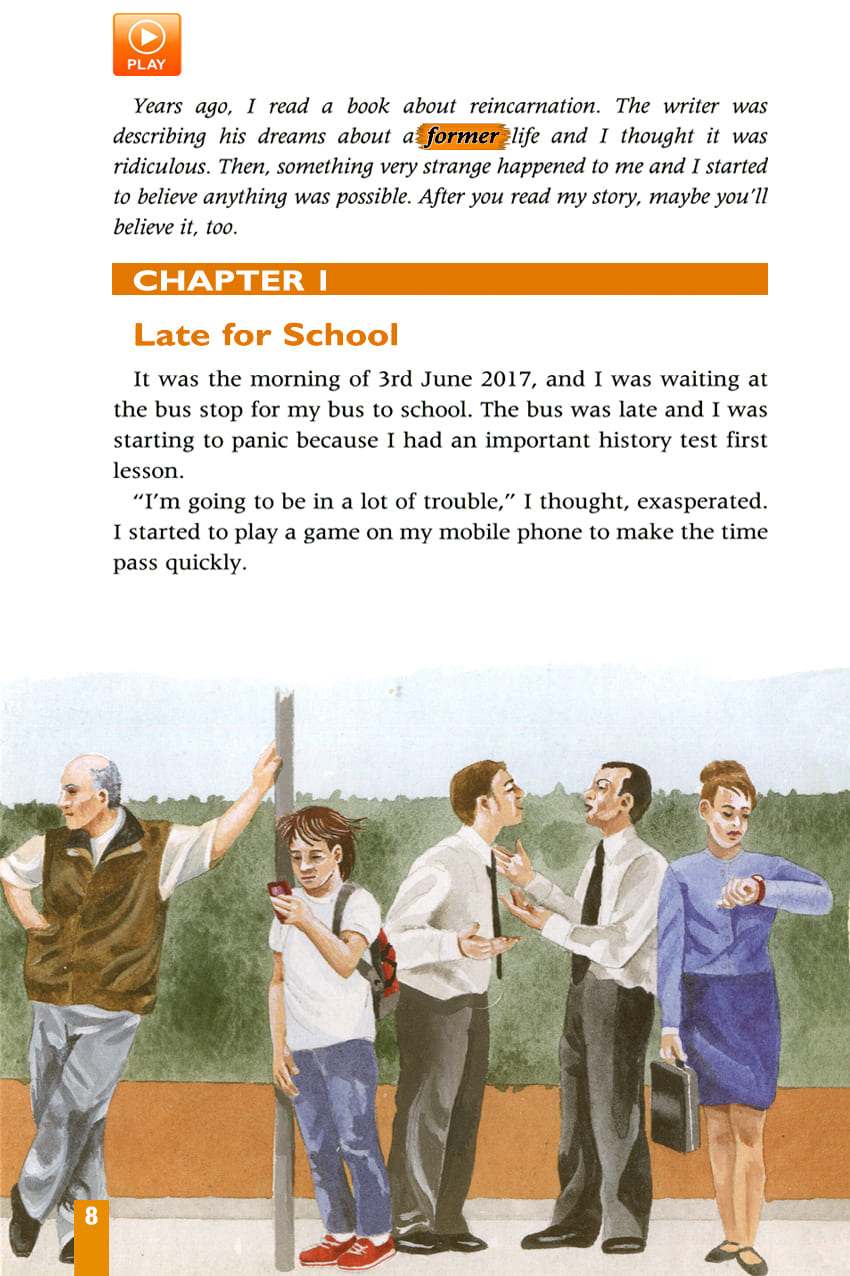 PLAY
Years ago, I read a book about reincarnation. The writer was
describing his dreams about a former life and I thought it was
ridiculous. Then, something very strange happened to me and I started
to believe anything was possible. After you read my story, maybe you’ll
believe it, too.
CHAPTER 1
Late for School
It was the morning of 3rd June 2017, and I was waiting at
the bus stop for my bus to school. The bus was late and I was
starting to panic because I had an important history test first
lesson.
“I’m going to be in a lot of trouble,” I thought, exasperated.
I started to play a game on my mobile phone to make the time
pass quickly.
8